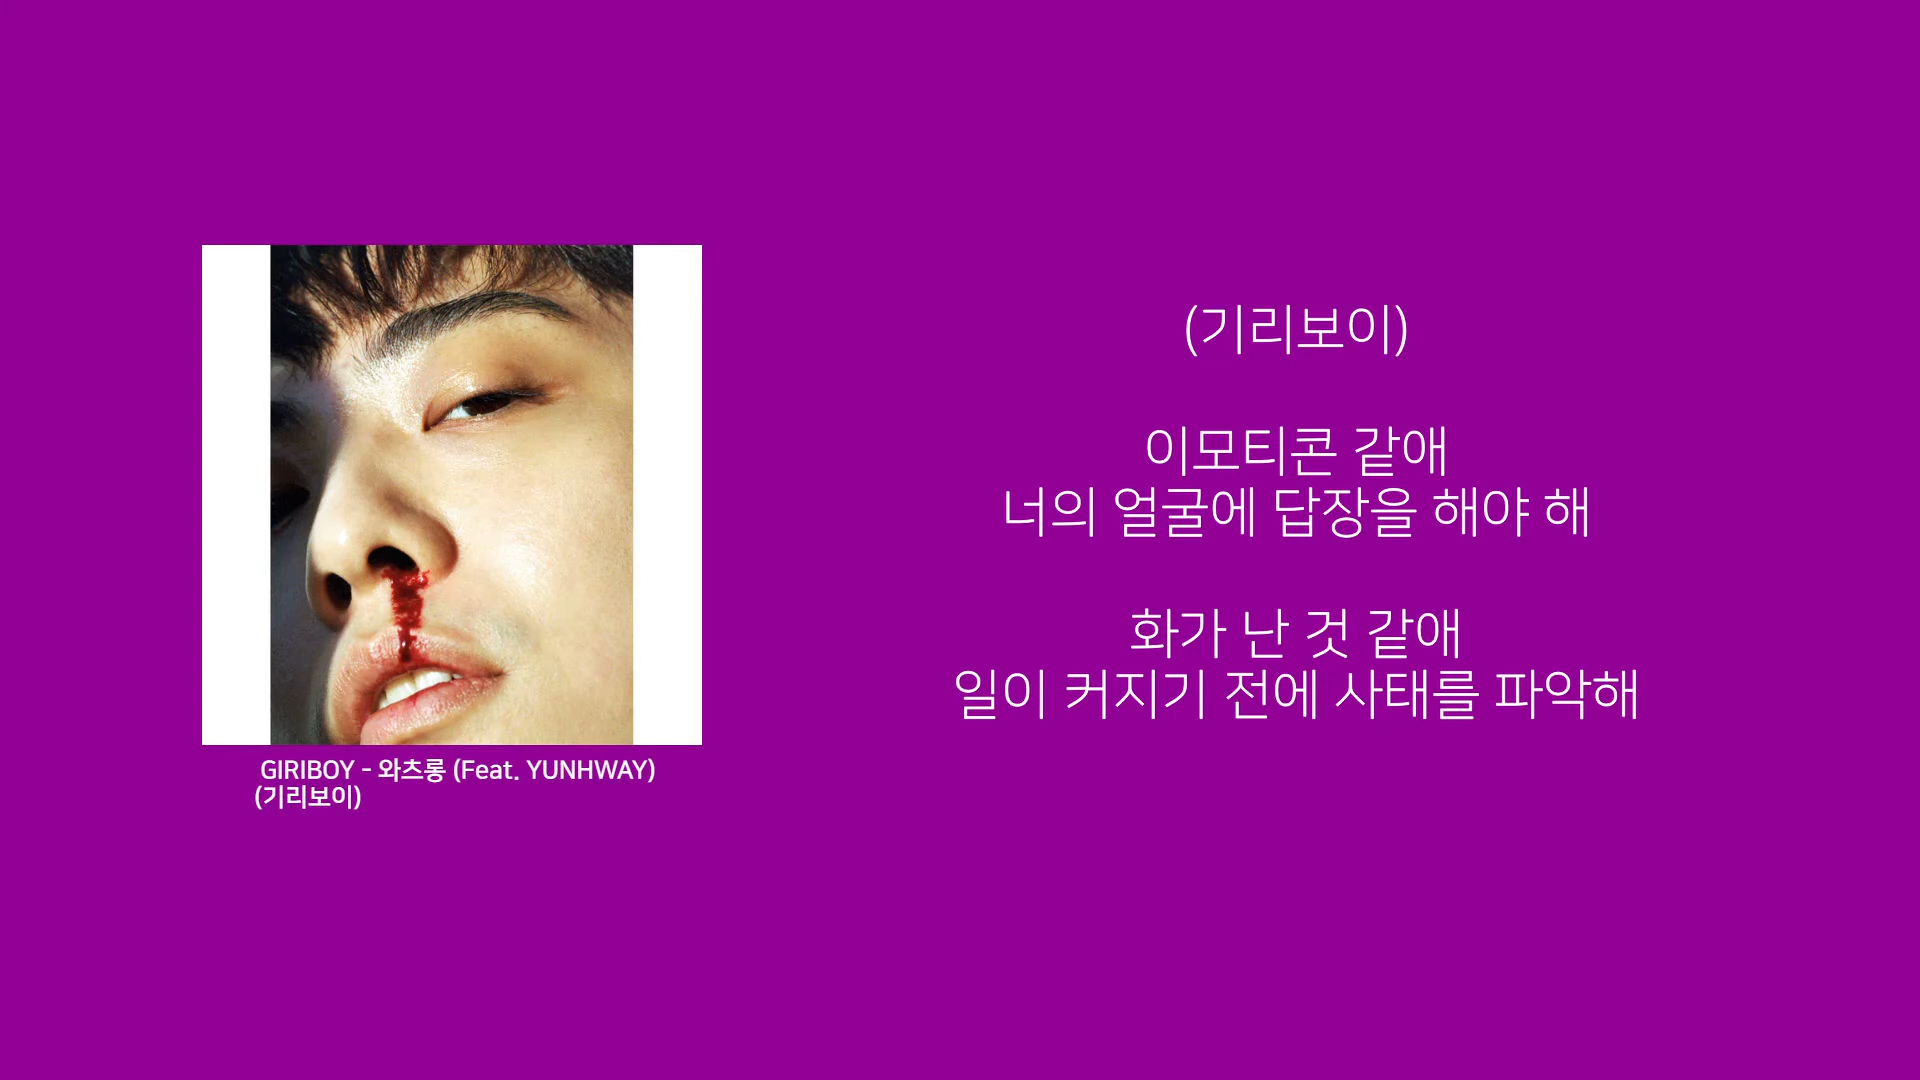 GIRIBOY - 와츠롱 (Feat. YUNHWAY)
(기리보이)
(기리보이)
이모티콘 같애
너의 얼굴에 답장을 해야 해
화가 난 것 같애
일이 커지기 전에 사태를 파악해